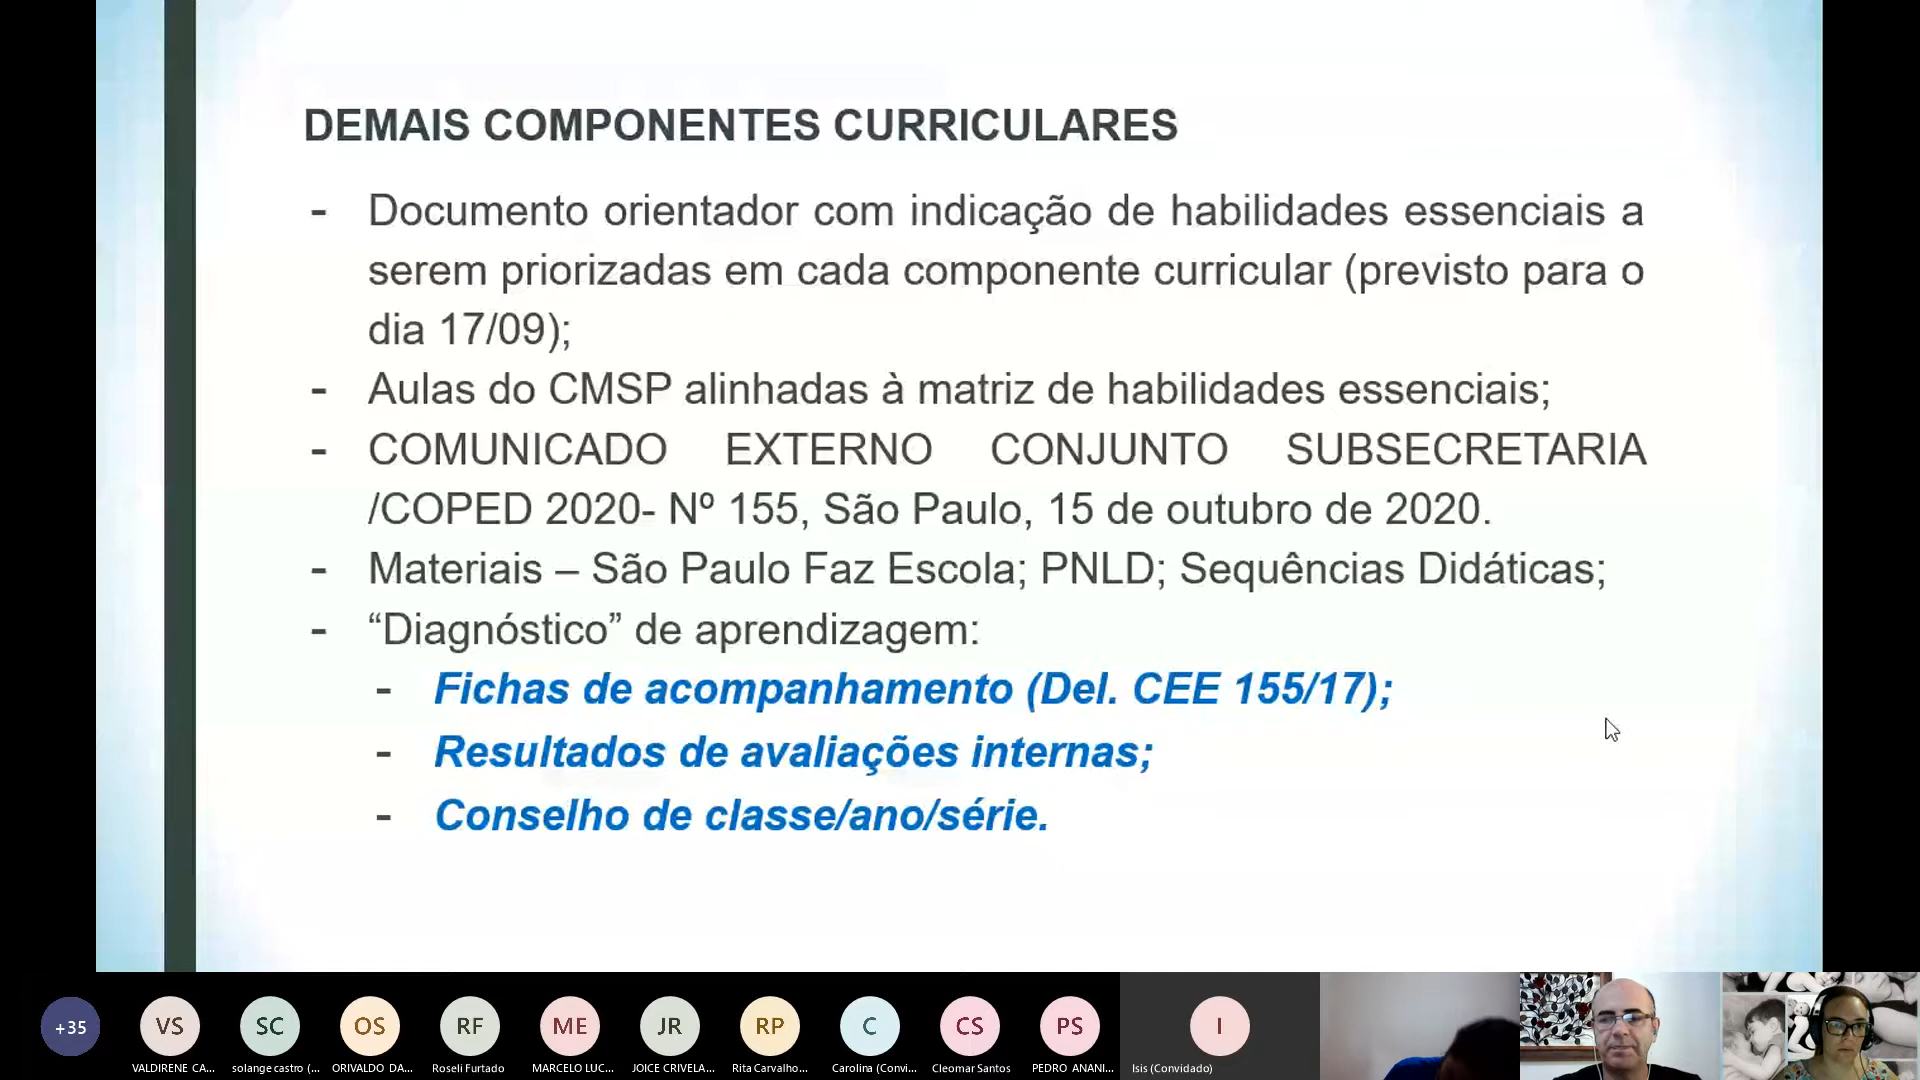 DEMAIS COMPONENTES CURRICULARES
- Documento orientador com indicação de habilidades essenciais a
serem priorizadas em cada componente curricular (previsto para o
dia 17/09);
- Aulas do CMSP alinhadas à matriz de habilidades essenciais;
- COMUNICADO EXTERNO CONJUNTO SUBSECRETARIA
/COPED 2020- Nº 155, São Paulo, 15 de outubro de 2020.
- Materiais – São Paulo Faz Escola; PNLD; Sequências Didáticas;
- “Diagnóstico” de aprendizagem:
- Fichas de acompanhamento (Del. CEE 155/17);
- Resultados de avaliações internas;
- Conselho de classe/ano/série.
+35 VS SC OS RF ME JR RP C CS PS I
VALDIRENE CA... solange castro (... ORIVALDO DA... Roseli Furtado MARCELO LUC... JOICE CRIVELA... Rita Carvalho... Carolina (Convi... Cleomar Santos PEDRO ANANI... Isis (Convidado)